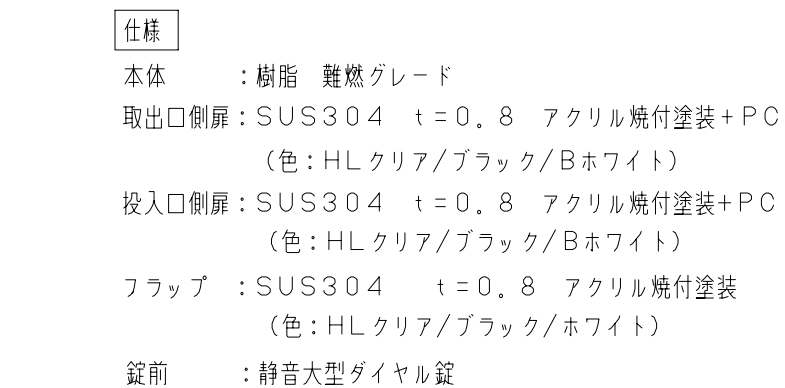 仕様
本体　　　：樹脂　難燃グレード
取出口側扉：ＳＵＳ３０４　ｔ＝０．８　アクリル焼付塗装＋ＰＣ
（色：ＨＬクリア/ブラック/Ｂホワイト）
投入口側扉：ＳＵＳ３０４　ｔ＝０．８　アクリル焼付塗装+ＰＣ
（色：ＨＬクリア/ブラック/Ｂホワイト）
フラップ　：ＳＵＳ３０４　　ｔ＝０．８　アクリル焼付塗装
（色：ＨＬクリア/ブラック/ホワイト）
錠前　　　：静音大型ダイヤル錠